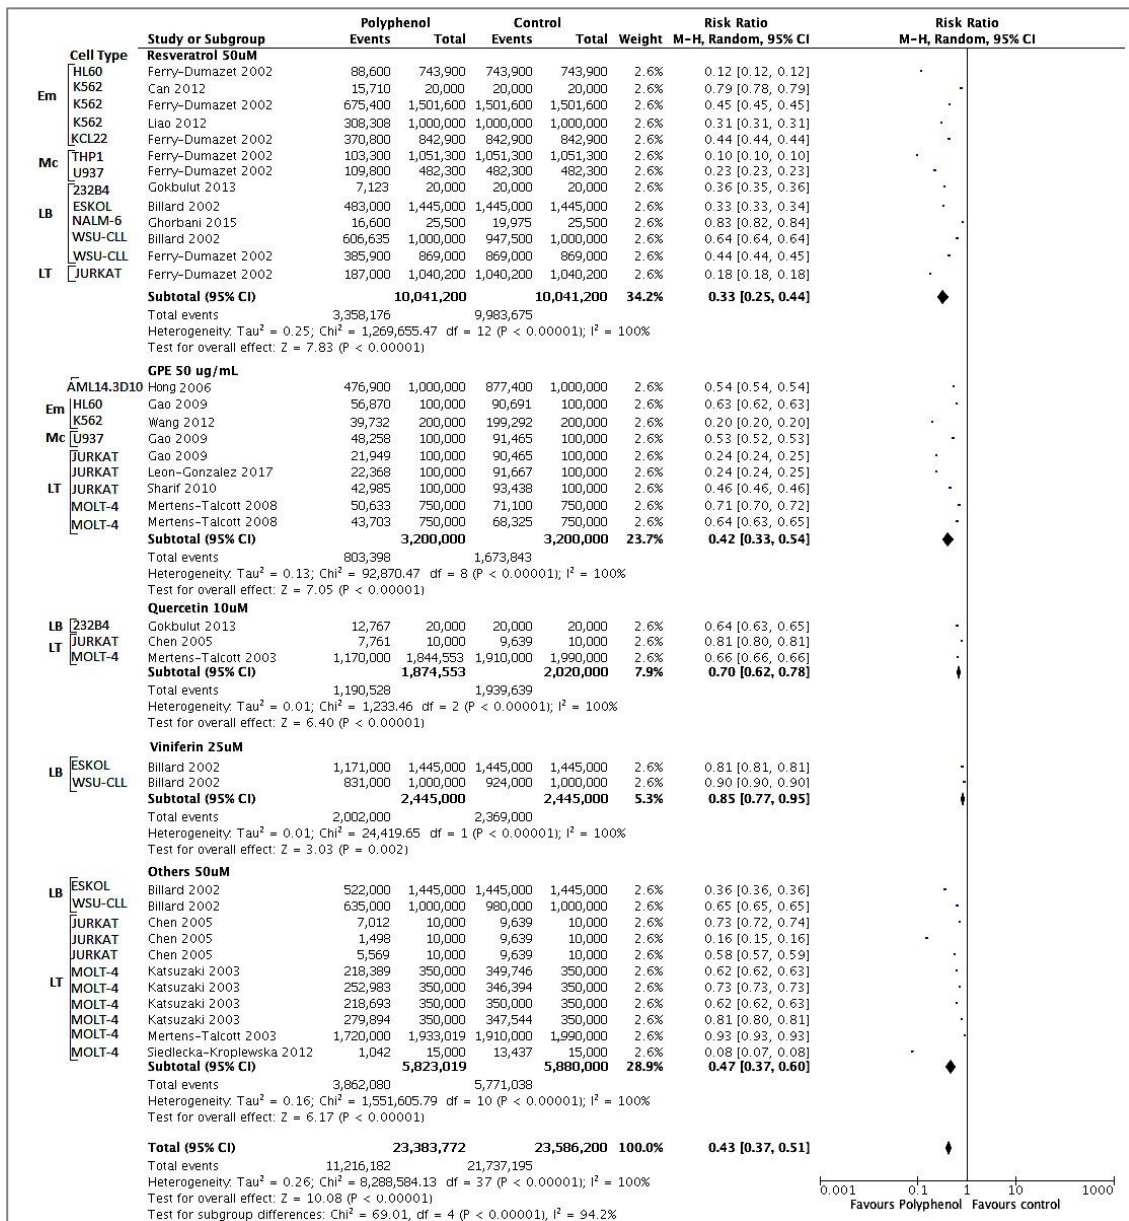 Polyphenol Control Risk Ratio Risk Ratio
Study or Subgroup Events Total Events Total Weight M-H, Random, 95% CI M-H, Random, 95% CI
Cell Type Resveratrol 50uM
Em HL60 Ferry-Dumazet 2002 88,600 743,900 743,900 743,900 2.6% 0.12 [0.12, 0.12]
K562 Can 2012 15,710 20,000 20,000 20,000 2.6% 0.79 [0.78, 0.79]
K562 Ferry-Dumazet 2002 675,400 1,501,600 1,501,600 1,501,600 2.6% 0.45 [0.45, 0.45]
K562 Liao 2012 308,308 1,000,000 1,000,000 1,000,000 2.6% 0.31 [0.31, 0.31]
KCL22 Ferry-Dumazet 2002 370,800 842,900 842,900 842,900 2.6% 0.44 [0.44, 0.44]
Mc THP1 Ferry-Dumazet 2002 103,300 1,051,300 1,051,300 1,051,300 2.6% 0.10 [0.10, 0.10]
U937 Ferry-Dumazet 2002 109,800 482,300 482,300 482,300 2.6% 0.23 [0.23, 0.23]
232B4 Gokbulut 2013 7,123 20,000 20,000 20,000 2.6% 0.36 [0.35, 0.36]
LB ESKOL Billard 2002 483,000 1,445,000 1,445,000 1,445,000 2.6% 0.33 [0.33, 0.34]
NALM-6 Ghorbani 2015 16,600 25,500 19,975 25,500 2.6% 0.83 [0.82, 0.84]
WSU-CLL Billard 2002 606,635 1,000,000 947,500 1,000,000 2.6% 0.64 [0.64, 0.64]
WSU-CLL Ferry-Dumazet 2002 385,900 869,000 869,000 869,000 2.6% 0.44 [0.44, 0.45]
LT JURKAT Ferry-Dumazet 2002 187,000 1,040,200 1,040,200 1,040,200 2.6% 0.18 [0.18, 0.18]
Subtotal (95% CI) 10,041,200 10,041,200 34.2% 0.33 [0.25, 0.44]
Total events 3,358,176 9,983,675
Heterogeneity: Tau² = 0.25; Chi² = 1,269,655.47 df = 12 (P < 0.00001); I² = 100%
Test for overall effect: Z = 7.83 (P < 0.00001)
GPE 50 ug/mL
AML14.3D10 Hong 2006 476,900 1,000,000 877,400 1,000,000 2.6% 0.54 [0.54, 0.54]
Em HL60 Gao 2009 56,870 100,000 90,691 100,000 2.6% 0.63 [0.62, 0.63]
K562 Wang 2012 39,732 200,000 199,292 200,000 2.6% 0.20 [0.20, 0.20]
Mc U937 Gao 2009 48,258 100,000 91,465 100,000 2.6% 0.53 [0.52, 0.53]
JURKAT Gao 2009 21,949 100,000 90,465 100,000 2.6% 0.24 [0.24, 0.25]
JURKAT Leon-Gonzalez 2017 22,368 100,000 91,667 100,000 2.6% 0.24 [0.24, 0.25]
LT JURKAT Sharif 2010 42,985 100,000 93,438 100,000 2.6% 0.46 [0.46, 0.46]
MOLT-4 Mertens-Talcott 2008 50,633 750,000 71,100 750,000 2.6% 0.71 [0.70, 0.72]
MOLT-4 Mertens-Talcott 2008 43,703 750,000 68,325 750,000 2.6% 0.64 [0.63, 0.65]
Subtotal (95% CI) 3,200,000 3,200,000 23.7% 0.42 [0.33, 0.54]
Total events 803,398 1,673,843
Heterogeneity: Tau² = 0.13; Chi² = 92,870.47 df = 8 (P < 0.00001); I² = 100%
Test for overall effect: Z = 7.05 (P < 0.00001)
Quercetin 10uM
LB 232B4 Gokbulut 2013 12,767 20,000 20,000 20,000 2.6% 0.64 [0.63, 0.65]
LT JURKAT Chen 2005 7,761 10,000 9,639 10,000 2.6% 0.81 [0.80, 0.81]
MOLT-4 Mertens-Talcott 2003 1,170,000 1,844,553 1,910,000 1,990,000 2.6% 0.66 [0.66, 0.66]
Subtotal (95% CI) 1,874,553 2,020,000 7.9% 0.70 [0.62, 0.78]
Total events 1,190,528 1,939,639
Heterogeneity: Tau² = 0.01; Chi² = 1,233.46 df = 2 (P < 0.00001); I² = 100%
Test for overall effect: Z = 6.40 (P < 0.00001)
Viniferin 25uM
LB ESKOL Billard 2002 1,171,000 1,445,000 1,445,000 1,445,000 2.6% 0.81 [0.81, 0.81]
WSU-CLL Billard 2002 831,000 1,000,000 924,000 1,000,000 2.6% 0.90 [0.90, 0.90]
Subtotal (95% CI) 2,445,000 2,445,000 5.3% 0.85 [0.77, 0.95]
Total events 2,002,000 2,369,000
Heterogeneity: Tau² = 0.01; Chi² = 24,419.65 df = 1 (P < 0.00001); I² = 100%
Test for overall effect: Z = 3.03 (P = 0.002)
Others 50uM
LB ESKOL Billard 2002 522,000 1,445,000 1,445,000 1,445,000 2.6% 0.36 [0.36, 0.36]
WSU-CLL Billard 2002 635,000 1,000,000 980,000 1,000,000 2.6% 0.65 [0.65, 0.65]
JURKAT Chen 2005 7,012 10,000 9,639 10,000 2.6% 0.73 [0.72, 0.74]
JURKAT Chen 2005 1,498 10,000 9,639 10,000 2.6% 0.16 [0.15, 0.16]
JURKAT Chen 2005 5,569 10,000 9,639 10,000 2.6% 0.58 [0.57, 0.59]
LT MOLT-4 Katsuzaki 2003 218,389 350,000 349,746 350,000 2.6% 0.62 [0.62, 0.63]
MOLT-4 Katsuzaki 2003 252,983 350,000 346,394 350,000 2.6% 0.73 [0.73, 0.73]
MOLT-4 Katsuzaki 2003 218,693 350,000 350,000 350,000 2.6% 0.62 [0.62, 0.63]
MOLT-4 Katsuzaki 2003 279,894 350,000 347,544 350,000 2.6% 0.81 [0.80, 0.81]
MOLT-4 Mertens-Talcott 2003 1,720,000 1,933,019 1,910,000 1,990,000 2.6% 0.93 [0.93, 0.93]
MOLT-4 Siedlecka-Kroplewska 2012 1,042 15,000 13,437 15,000 2.6% 0.08 [0.07, 0.08]
Subtotal (95% CI) 5,823,019 5,880,000 28.9% 0.47 [0.37, 0.60]
Total events 3,862,080 5,771,038
Heterogeneity: Tau² = 0.16; Chi² = 1,551,605.79 df = 10 (P < 0.00001); I² = 100%
Test for overall effect: Z = 6.17 (P < 0.00001)
Total (95% CI) 23,383,772 23,586,200 100.0% 0.43 [0.37, 0.51]
Total events 11,216,182 21,737,195
Heterogeneity: Tau² = 0.26; Chi² = 8,288,584.13 df = 37 (P < 0.00001); I² = 100%
Test for overall effect: Z = 10.08 (P < 0.00001)
Test for subgroup differences: Chi² = 69.01, df = 4 (P < 0.00001), I² = 94.2%
0.001 0.1 1 10 1000
Favours Polyphenol Favours control